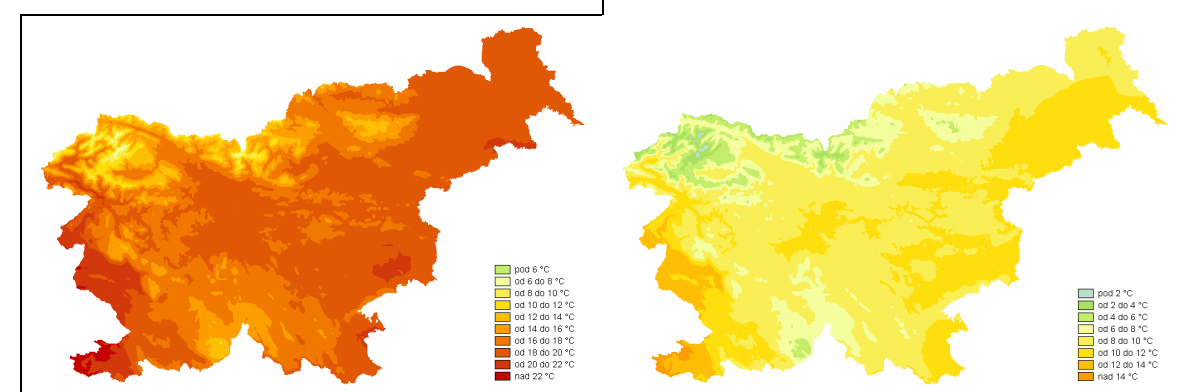 pod 6 °C
od 6 do 8 °C
od 8 do 10 °C
od 10 do 12 °C
od 12 do 14 °C
od 14 do 16 °C
od 16 do 18 °C
od 18 do 20 °C
od 20 do 22 °C
nad 22 °C
pod 2 °C
od 2 do 4 °C
od 4 do 6 °C
od 6 do 8 °C
od 8 do 10 °C
od 10 do 12 °C
od 12 do 14 °C
nad 14 °C